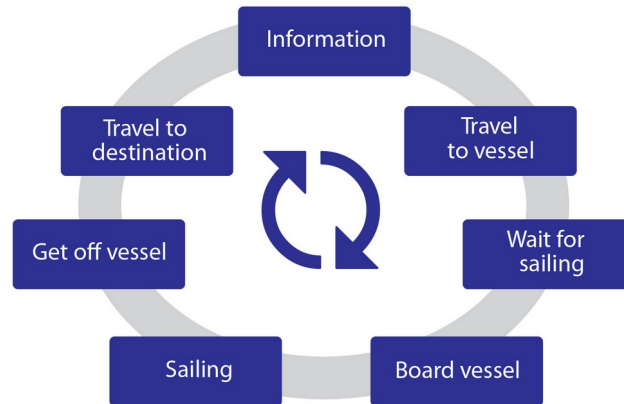 Information
Travel
to vessel
Wait for
sailing
Board vessel
Sailing
Get off vessel
Travel to
destination